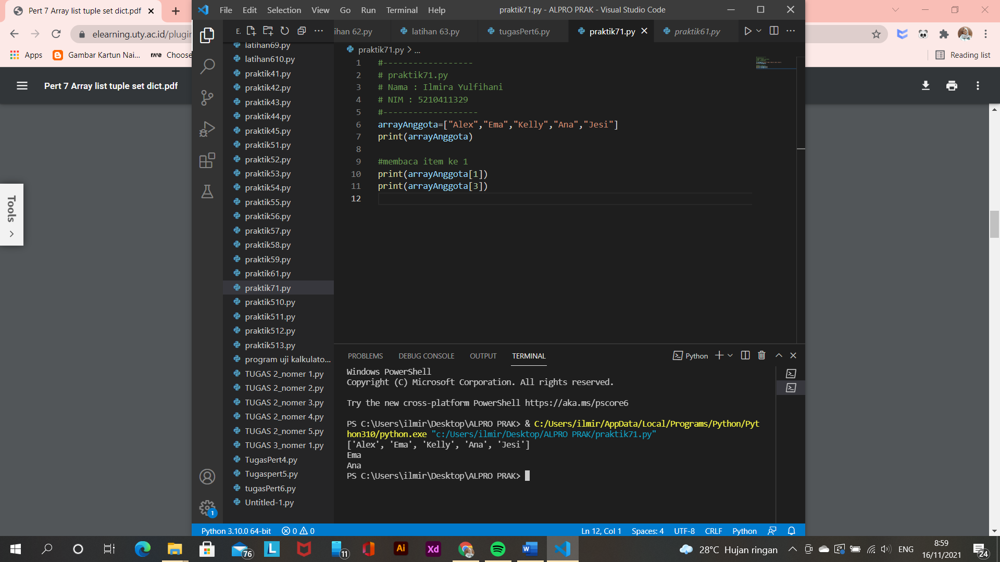 Pert 7 Array list tuple set dict.pdf
elearning.uty.ac.id/plugin
Apps
Gambar Kartun Nai...
Choose
Reading list
Pert 7 Array list tuple set dict.pdf
Tools
File Edit Selection View Go Run Terminal Help
praktik71.py - ALPRO PRAK - Visual Studio Code
E.
ihan 62.py
latihan 63.py
tugasPert6.py
praktik71.py
praktik61.py
latihan69.py
latihan610.py
praktik41.py
praktik42.py
praktik43.py
praktik44.py
praktik45.py
praktik51.py
praktik52.py
praktik53.py
praktik54.py
praktik55.py
praktik56.py
praktik57.py
praktik58.py
praktik59.py
praktik61.py
praktik71.py
praktik510.py
praktik511.py
praktik512.py
praktik513.py
program uji kalkulato...
TUGAS 2_nomer 1.py
TUGAS 2_nomer 2.py
TUGAS 2_nomer 3.py
TUGAS 2_nomer 4.py
TUGAS 2_nomer 5.py
TUGAS 3_nomer 1.py
TugasPert4.py
Tugaspert5.py
tugasPert6.py
Untitled-1.py
1
praktik71.py > ...
1 #------------------
2 # praktik71.py
3 # Nama : Ilmira Yulfihani
4 # NIM : 5210411329
5 #-------------------
6 arrayAnggota=["Alex","Ema","Kelly","Ana","Jesi"]
7 print(arrayAnggota)
8
9 #membaca item ke 1
10 print(arrayAnggota[1])
11 print(arrayAnggota[3])
12
PROBLEMS DEBUG CONSOLE OUTPUT TERMINAL
Python
Windows PowerShell
Copyright (C) Microsoft Corporation. All rights reserved.
Try the new cross-platform PowerShell https://aka.ms/pscore6
PS C:\Users\ilmir\Desktop\ALPRO PRAK> & C:/Users/ilmir/AppData/Local/Programs/Python/Pyt
hon310/python.exe "c:/Users/ilmir/Desktop/ALPRO PRAK/praktik71.py"
['Alex', 'Ema', 'Kelly', 'Ana', 'Jesi']
Ema
Ana
PS C:\Users\ilmir\Desktop\ALPRO PRAK>
Python 3.10.0 64-bit 0 0
Ln 12, Col 1 Spaces: 4 UTF-8 CRLF Python
76
L
11
Ai
Xd
W
28°C Hujan ringan
ENG
8:59
16/11/2021
24